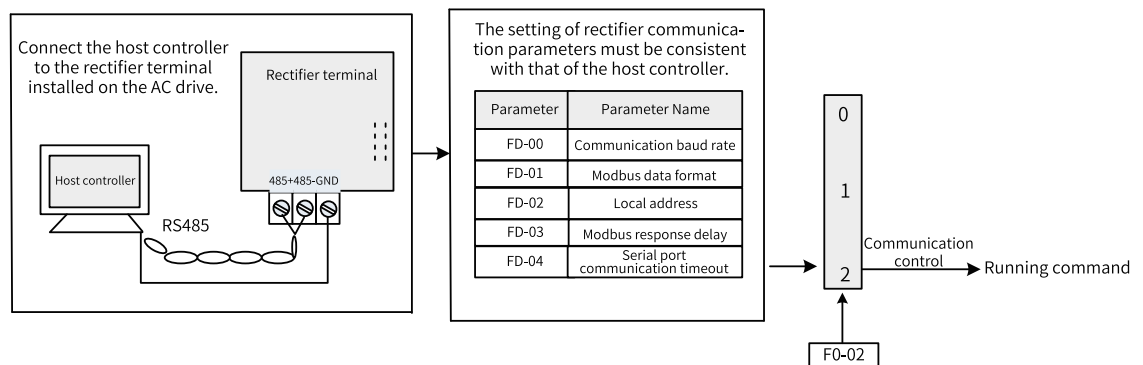 Connect the host controller
to the rectifier terminal
installed on the AC drive.
Rectifier terminal
Host controller
485+485-GND
RS485
The setting of rectifier communica-
tion parameters must be consistent
with that of the host controller.
Parameter Parameter Name
FD-00 Communication baud rate
FD-01 Modbus data format
FD-02 Local address
FD-03 Modbus response delay
FD-04 Serial port
communication timeout
0
1
2
Communication
control
Running command
F0-02